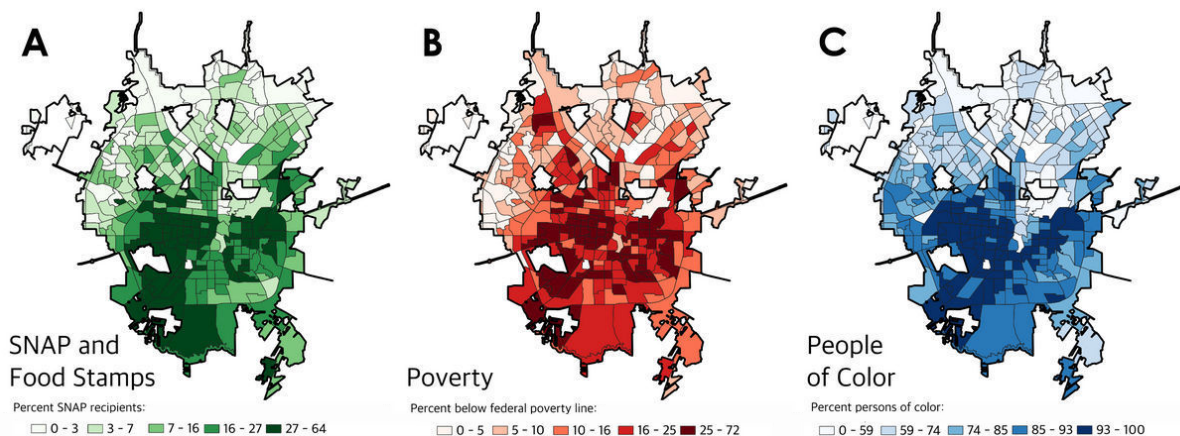 A
SNAP and
Food Stamps
Percent SNAP recipients:
0 - 3 3 - 7 7 - 16 16 - 27 27 - 64
B
Poverty
Percent below federal poverty line:
0 - 5 5 - 10 10 - 16 16 - 25 25 - 72
C
People
of Color
Percent persons of color:
0 - 59 59 - 74 74 - 85 85 - 93 93 - 100